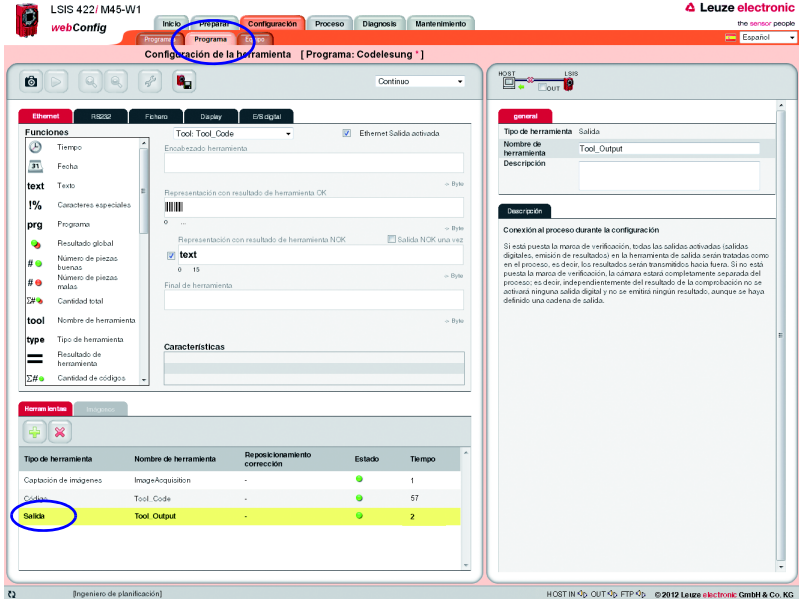 LSIS 422i M45-W1
webConfig
Inicio
Preparar
Configuración
Proceso
Diagnosis
Mantenimiento
Leuze electronic
the sensor people
Español
Programa
Equipo
Configuración de la herramienta [ Programa: Codelesung * ]
Continuo
HOST
LSIS
OUT
Ethernet
RS232
Fichero
Display
E/S digital
Funciones
Tiempo
31 Fecha
text Texto
!% Caracteres especiales
prg Programa
Resultado global
# Número de piezas buenas
# Número de piezas malas
Σ# Cantidad total
tool Nombre de herramienta
type Tipo de herramienta
Resultado de herramienta
Σ# Cantidad de códigos
Tool: Tool_Code
Ethernet Salida activada
Encabezado herramienta
Byte
Representación con resultado de herramienta OK
0 ...
Byte
Representación con resultado de herramienta NOK
Salida NOK una vez
text
0 15
Byte
Final de herramienta
Byte
Características
general
Tipo de herramienta Salida
Nombre de herramienta Tool_Output
Descripción
Descripción
Conexión al proceso durante la configuración
Si está puesta la marca de verificación, todas las salidas activadas (salidas
digitales, emisión de resultados) en la herramienta de salida serán tratadas como
en el proceso, es decir, los resultados serán transmitidos hacia fuera. Si no está
puesta la marca de verificación, la cámara estará completamente separada del
proceso; es decir, independientemente del resultado de la comprobación no se
activará ninguna salida digital y no se emitirá ningún resultado, aunque se haya
definido una cadena de salida.
Herramientas
Imágenes
Tipo de herramienta Nombre de herramienta Reposicionamiento corrección Estado Tiempo
Captación de imágenes ImageAcquisition - 1
Código Tool_Code - 57
Salida Tool_Output - 2
[Ingeniero de planificación]
HOST IN OUT FTP © 2012 Leuze electronic GmbH & Co. KG